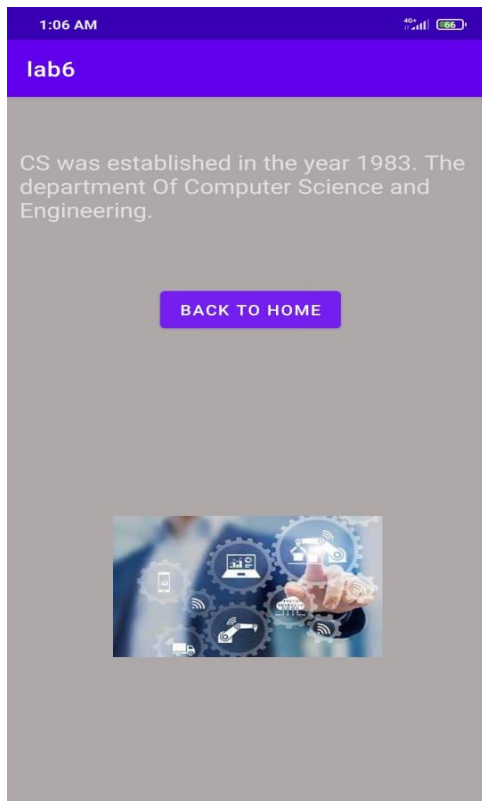 1:06 AM
4G+
66
lab6
CS was established in the year 1983. The
department Of Computer Science and
Engineering.
BACK TO HOME